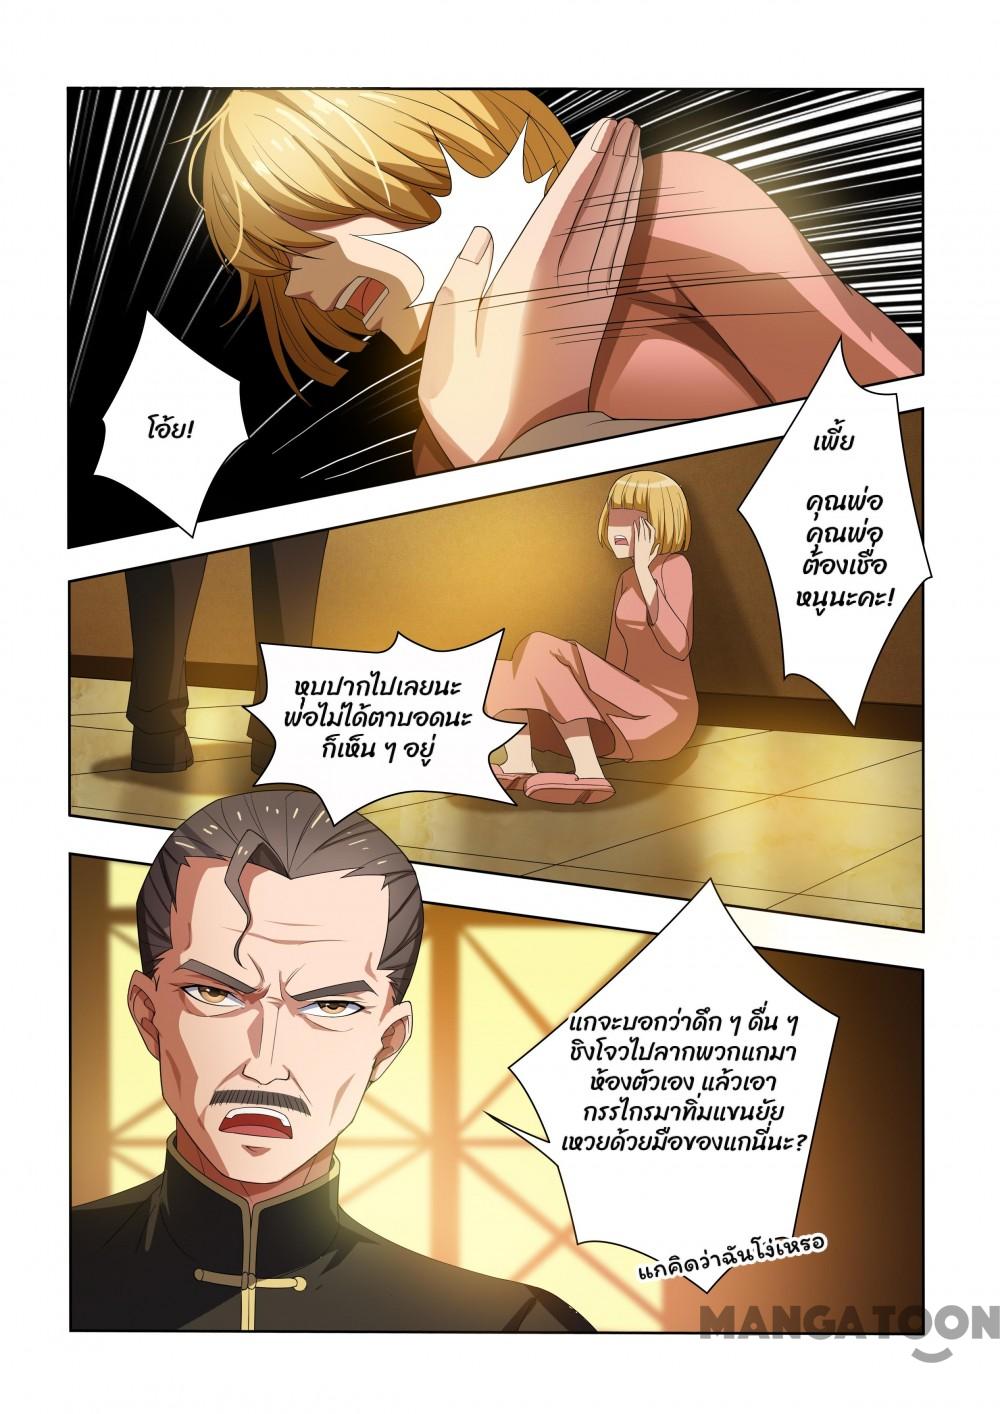 โอ้ย!
เพี้ย
คุณพ่อ
คุณพ่อ
ต้องเชื่อ
หนูนะคะ!
หุบปากไปเลยนะ
พ่อไม่ได้ตาบอดนะ
ก็เห็น ๆ อยู่
แกจะบอกว่าดึก ๆ ดื่น ๆ
ชิงโจวไปลากพวกแกมา
ห้องตัวเอง แล้วเอา
กรรไกรมาทิ่มแขนยัย
เหวยด้วยมือของแกนี่นะ?
แกคิดว่าฉันโง่เหรอ
MANGATOON